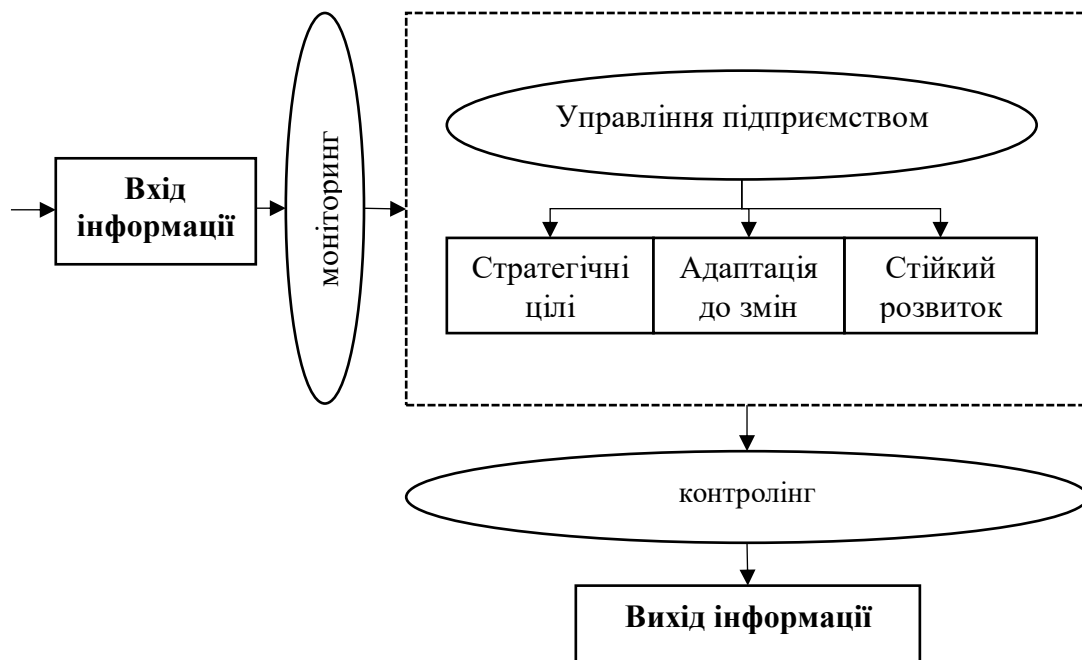 Вхід
інформації
моніторинг
Управління підприємством
Стратегічні
цілі
Адаптація
до змін
Стійкий
розвиток
контролінг
Вихід інформації